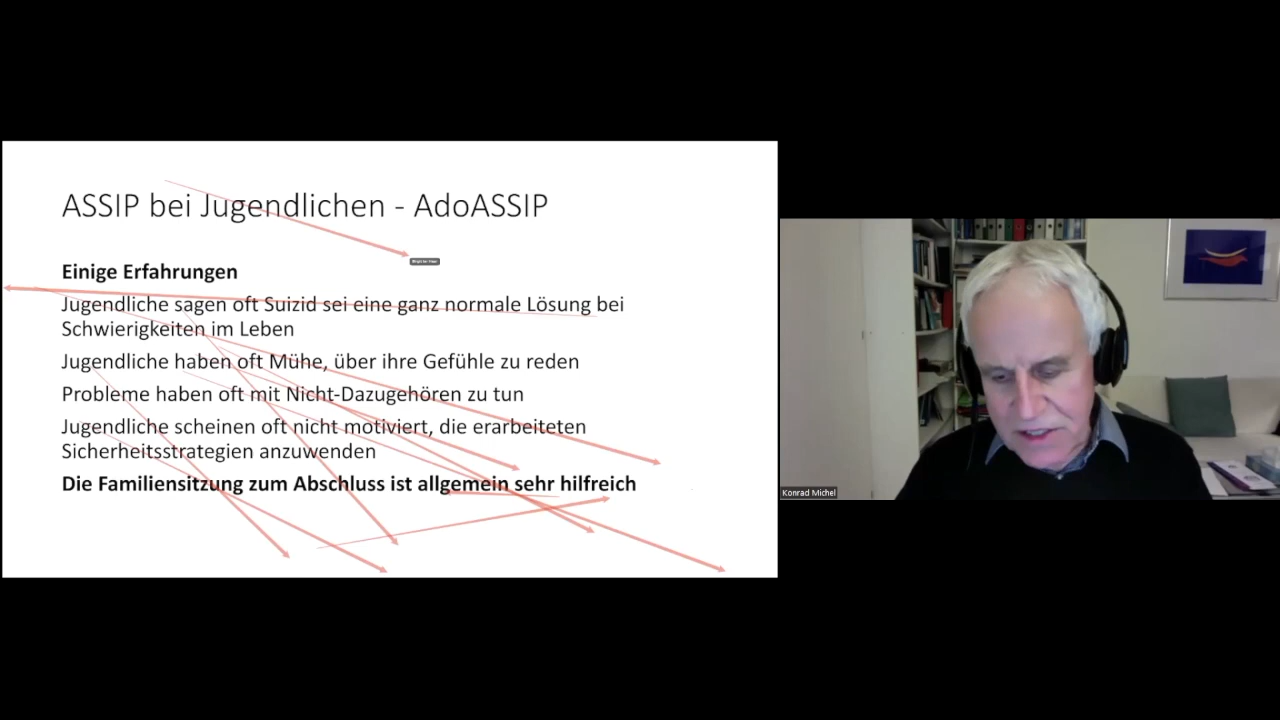 ASSIP bei Jugendlichen - AdoASSIP
Einige Erfahrungen
Jugendliche sagen oft Suizid sei eine ganz normale Lösung bei
Schwierigkeiten im Leben
Jugendliche haben oft Mühe, über ihre Gefühle zu reden
Probleme haben oft mit Nicht-Dazugehören zu tun
Jugendliche scheinen oft nicht motiviert, die erarbeiteten
Sicherheitsstrategien anzuwenden
Die Familiensitzung zum Abschluss ist allgemein sehr hilfreich
Konrad Michel